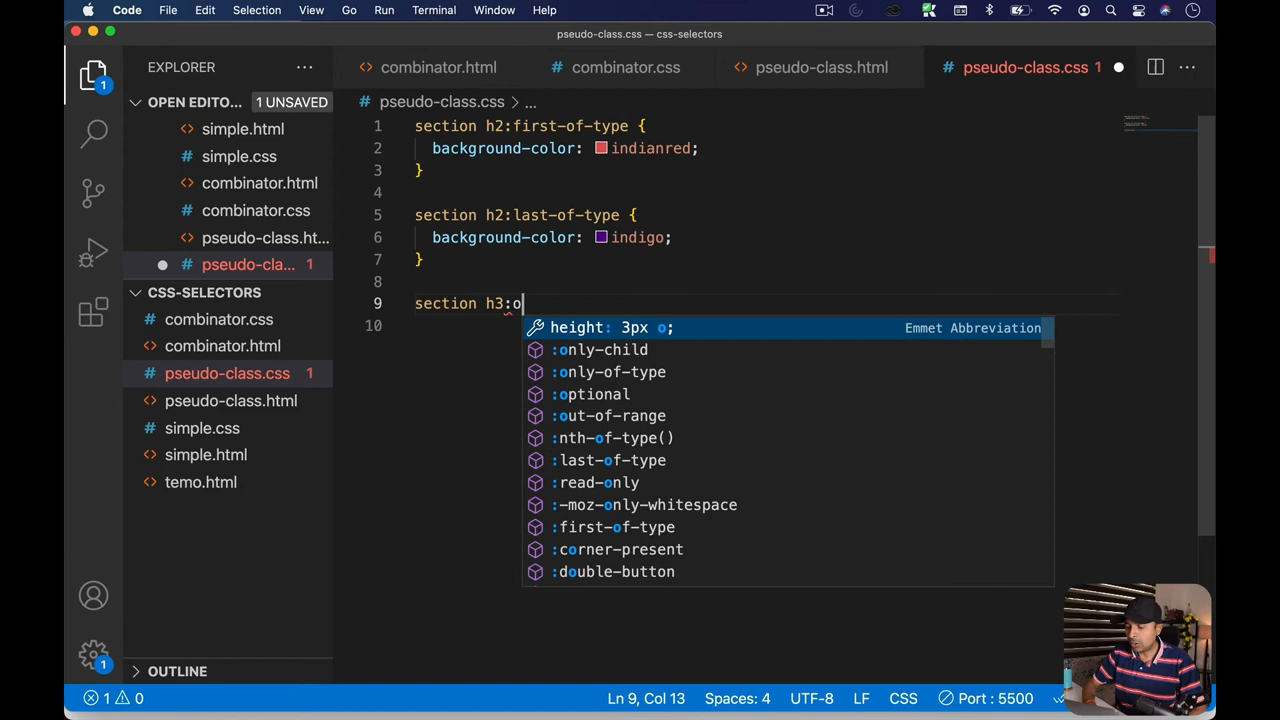 Code File Edit Selection View Go Run Terminal Window Help
pseudo-class.css — css-selectors
EXPLORER
combinator.html
combinator.css
pseudo-class.html
pseudo-class.css 1
OPEN EDITO... 1 UNSAVED
simple.html
simple.css
combinator.html
combinator.css
pseudo-class.ht...
pseudo-cla... 1
CSS-SELECTORS
combinator.css
combinator.html
pseudo-class.css 1
pseudo-class.html
simple.css
simple.html
temo.html
OUTLINE
1
1
# pseudo-class.css > ...
1 section h2:first-of-type {
2 background-color: indianred;
3 }
4
5 section h2:last-of-type {
6 background-color: indigo;
7 }
8
9 section h3:o
10
height: 3px o; Emmet Abbreviation
:only-child
:only-of-type
:optional
:out-of-range
:nth-of-type()
:last-of-type
:read-only
:-moz-only-whitespace
:first-of-type
:corner-present
:double-button
1 0 Ln 9, Col 13 Spaces: 4 UTF-8 LF CSS Port : 5500